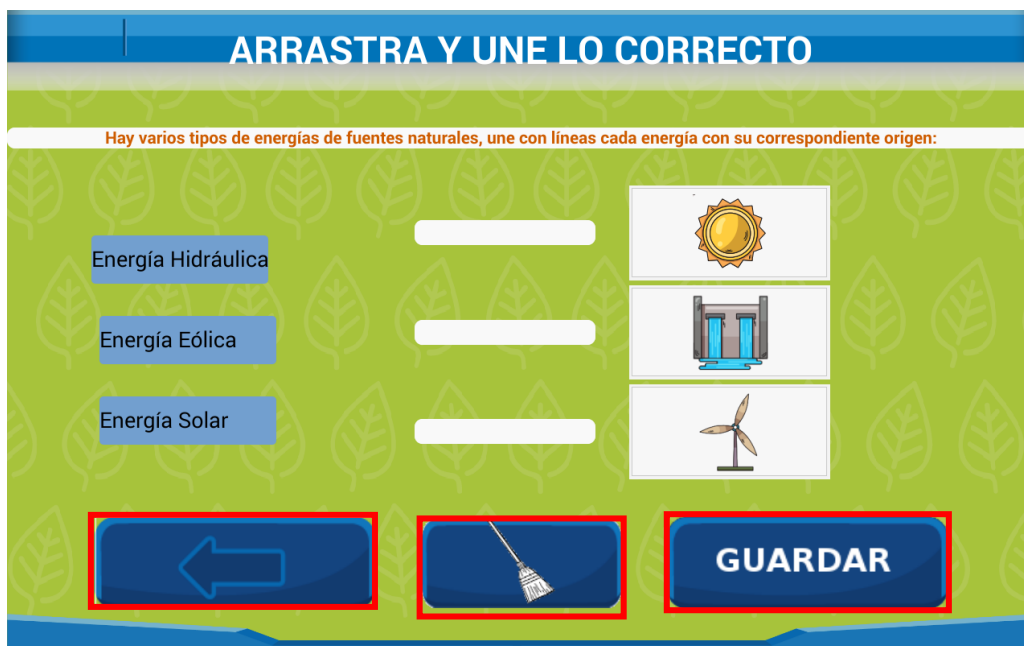 ARRASTRA Y UNE LO CORRECTO
Hay varios tipos de energías de fuentes naturales, une con líneas cada energía con su correspondiente origen:
Energía Hidráulica
Energía Eólica
Energía Solar
GUARDAR